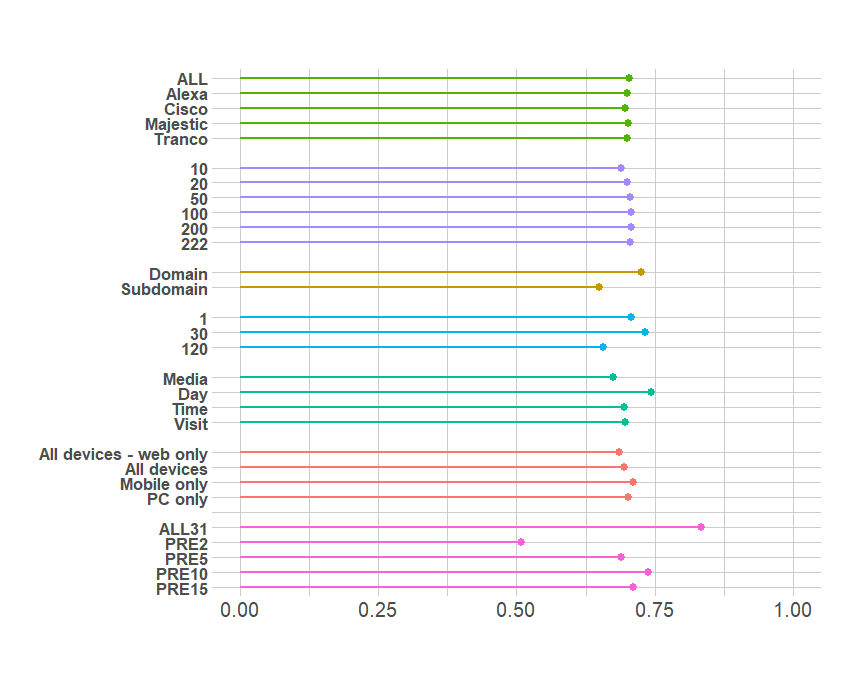 ALL
Alexa
Cisco
Majestic
Tranco
10
20
50
100
200
222
Domain
Subdomain
1
30
120
Media
Day
Time
Visit
All devices - web only
All devices
Mobile only
PC only
ALL31
PRE2
PRE5
PRE10
PRE15
0.00 0.25 0.50 0.75 1.00